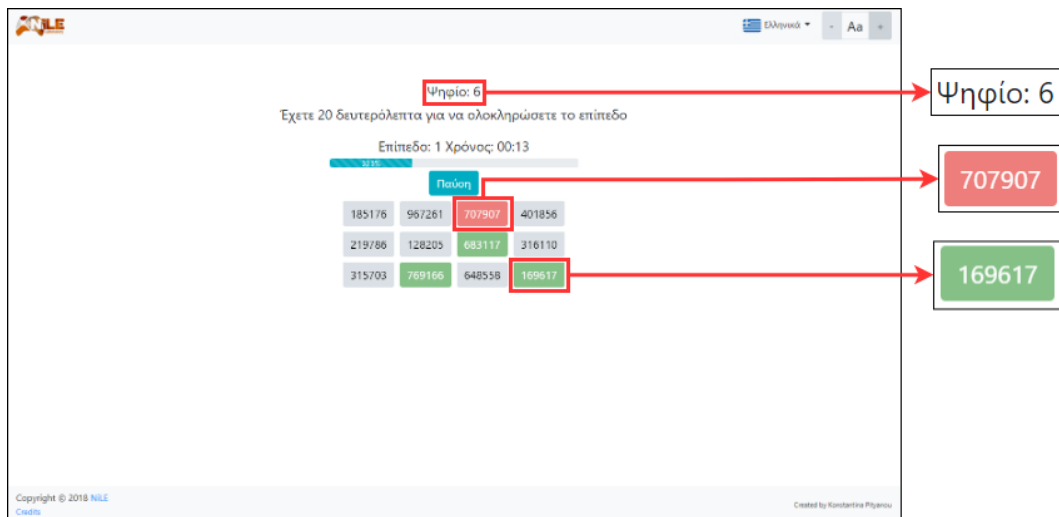 NiLE
Ελληνικά - Aa +
Ψηφίο: 6
Έχετε 20 δευτερόλεπτα για να ολοκληρώσετε το επίπεδο
Επίπεδο: 1 Χρόνος: 00:13
Παύση
185176 967261 707907 401856
219786 128205 683117 316110
315703 769166 648558 169617
Copyright © 2018 NiLE
Credits
Created by Konstantina Pityanou
Ψηφίο: 6
707907
169617